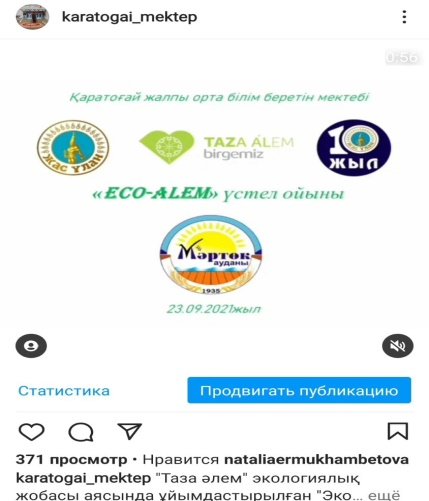 karatogai_mektep
0:56
Қаратоғай жалпы орта білім беретін мектебі
ЖАС ҰЛАН
TAZA ÁLEM
birgemiz
10
ЖЫЛ
«ECO-ALEM» үстел ойыны
Мәртөк
ауданы
1935
23.09.2021жыл
Статистика
Продвигать публикацию
371 просмотр • Нравится nataliaermukhambetova
karatogai_mektep "Таза әлем" экологиялық
жобасы аясында ұйымдастырылған "Эко... ещё